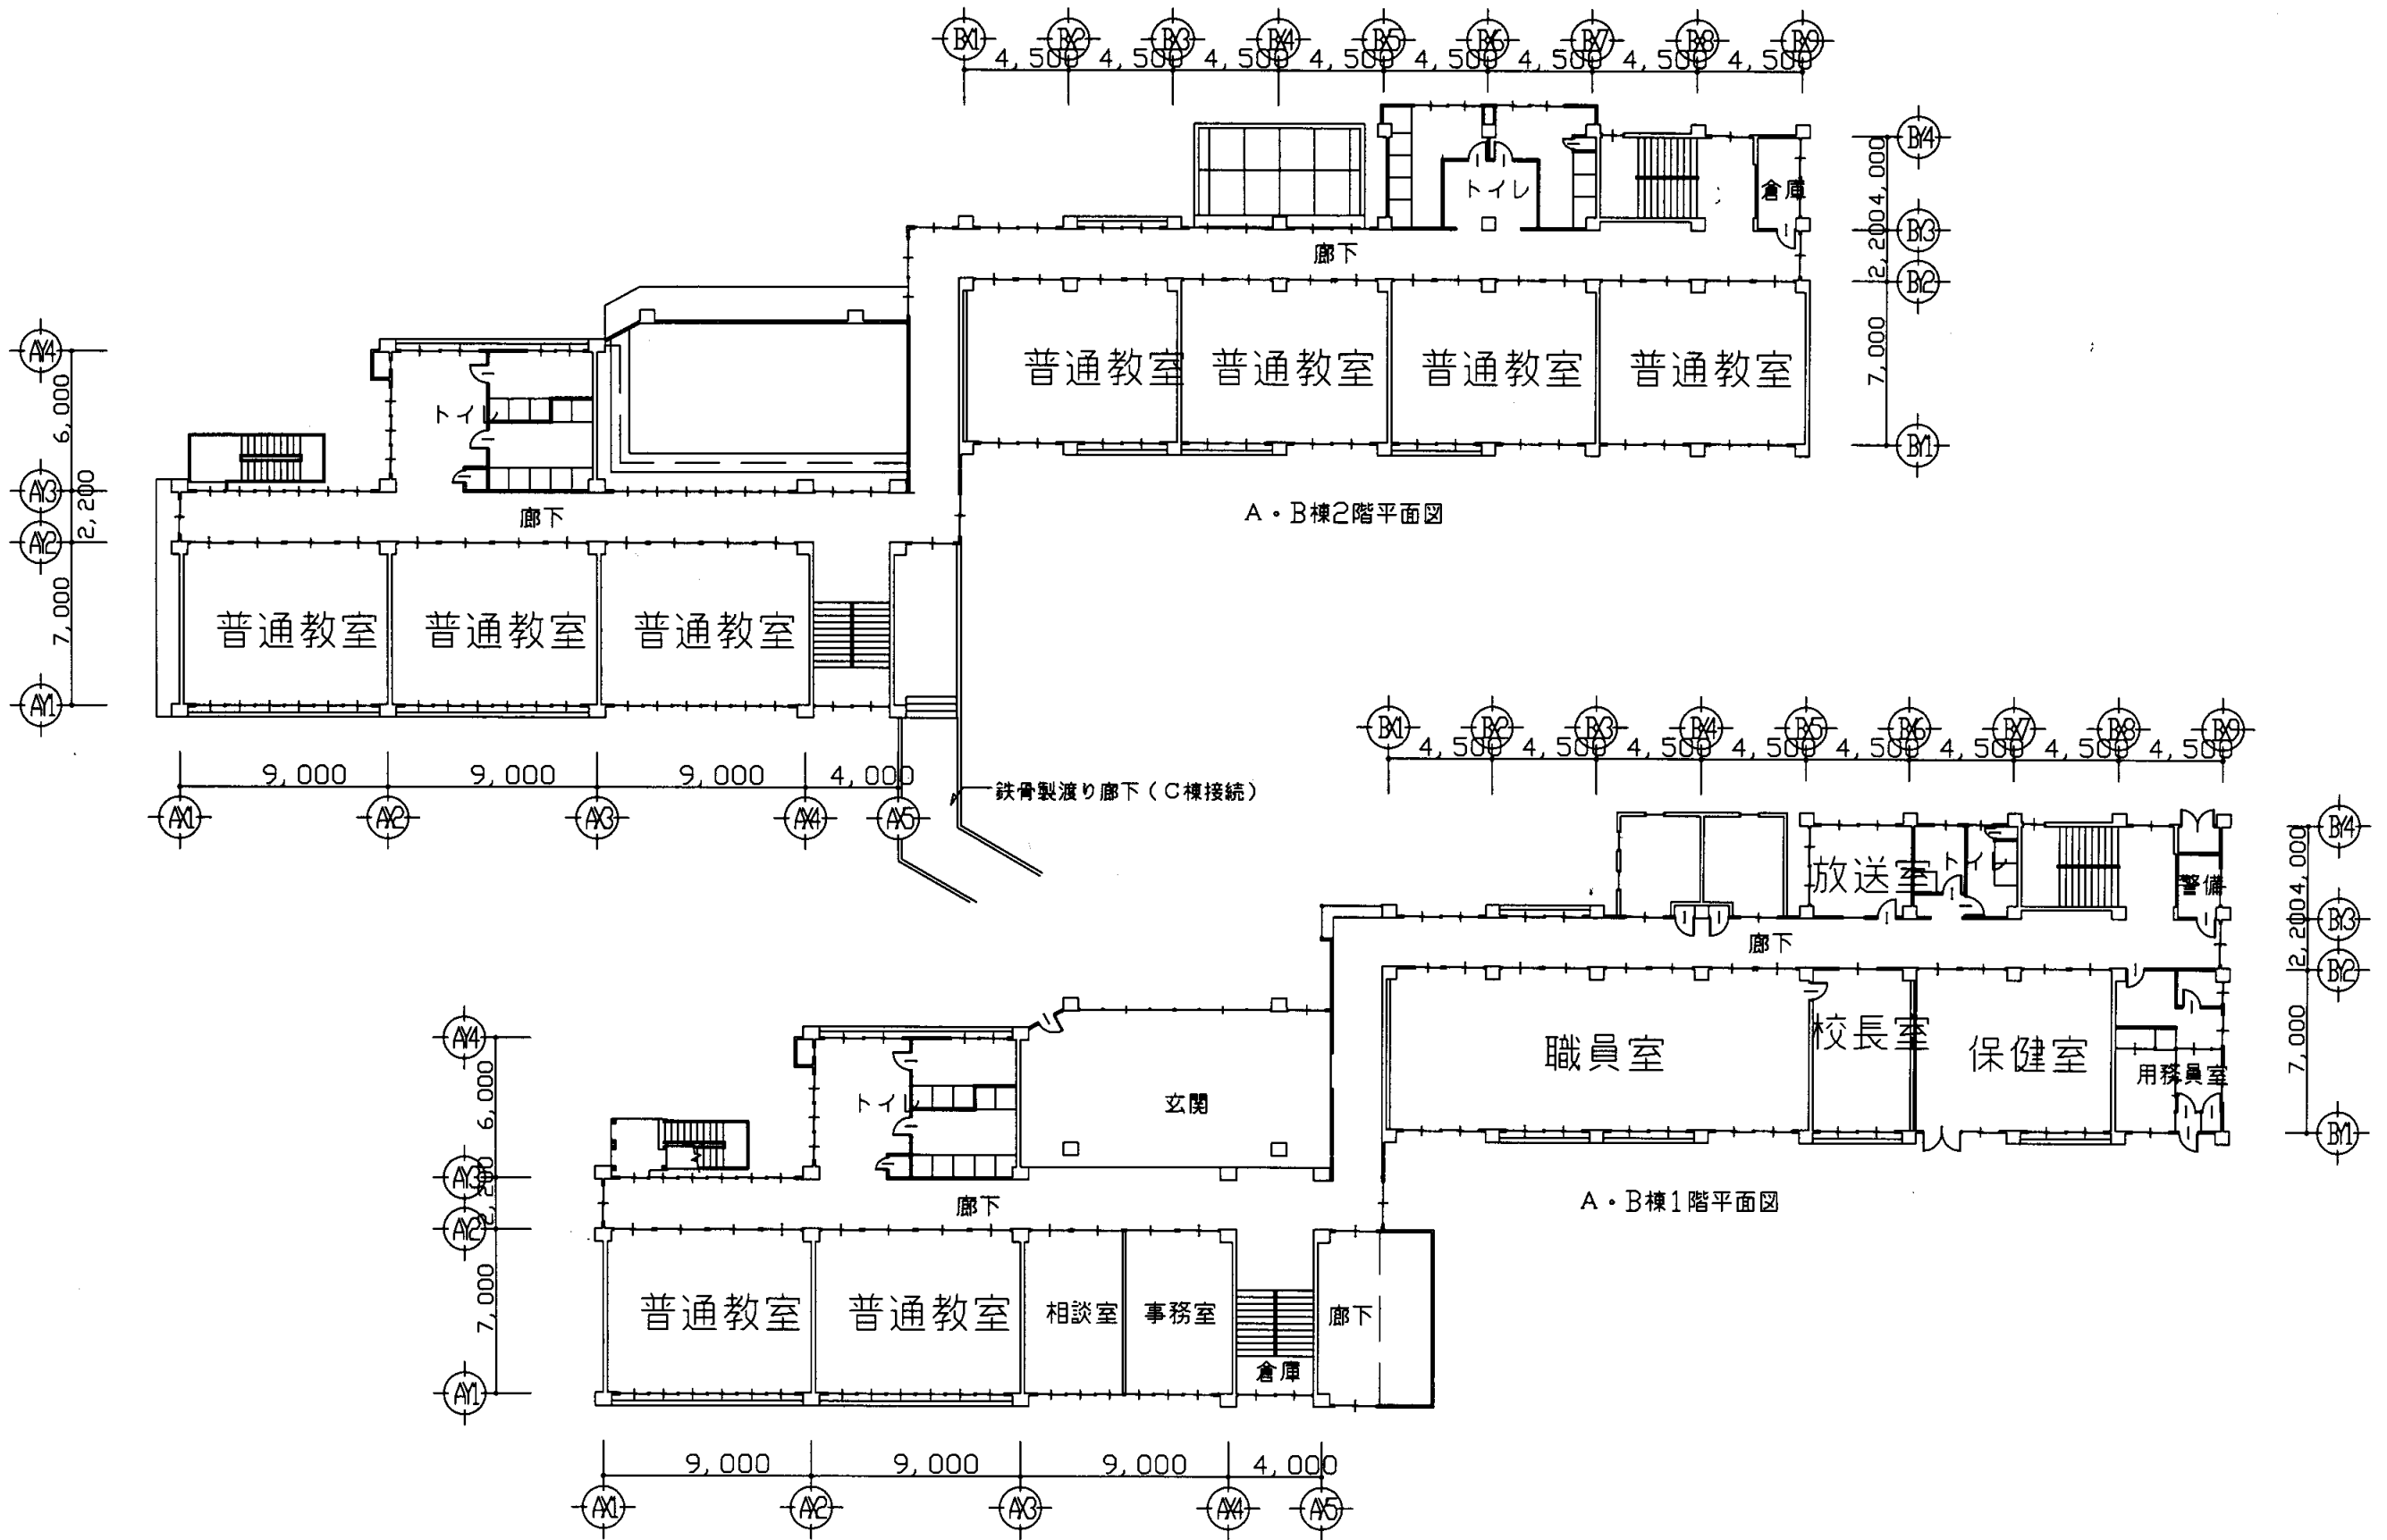 BX1 BX2 BX3 BX4 BX5 BX6 BX7 BX8 BX9
4,500 4,500 4,500 4,500 4,500 4,500 4,500 4,500
BY4
4,000
トイレ
倉庫
BY3
2,200
廊下
BY2
7,000
普通教室 普通教室 普通教室 普通教室
BY1
A・B棟2階平面図
AY4
6,000
トイレ
AY3
2,200
廊下
AY2
7,000
普通教室 普通教室 普通教室
AY1
9,000 9,000 9,000 4,000
AX1 AX2 AX3 AX4 AX5
鉄骨製渡り廊下(C棟接続)
BX1 BX2 BX3 BX4 BX5 BX6 BX7 BX8 BX9
4,500 4,500 4,500 4,500 4,500 4,500 4,500 4,500
BY4
4,000
放送室 トイレ 警備
BY3
2,200
廊下
BY2
7,000
職員室 校長室 保健室 用務員室
BY1
A・B棟1階平面図
AY4
6,000
トイレ 玄関
AY3
2,200
廊下
AY2
7,000
普通教室 普通教室 相談室 事務室 廊下
倉庫
AY1
9,000 9,000 9,000 4,000
AX1 AX2 AX3 AX4 AX5